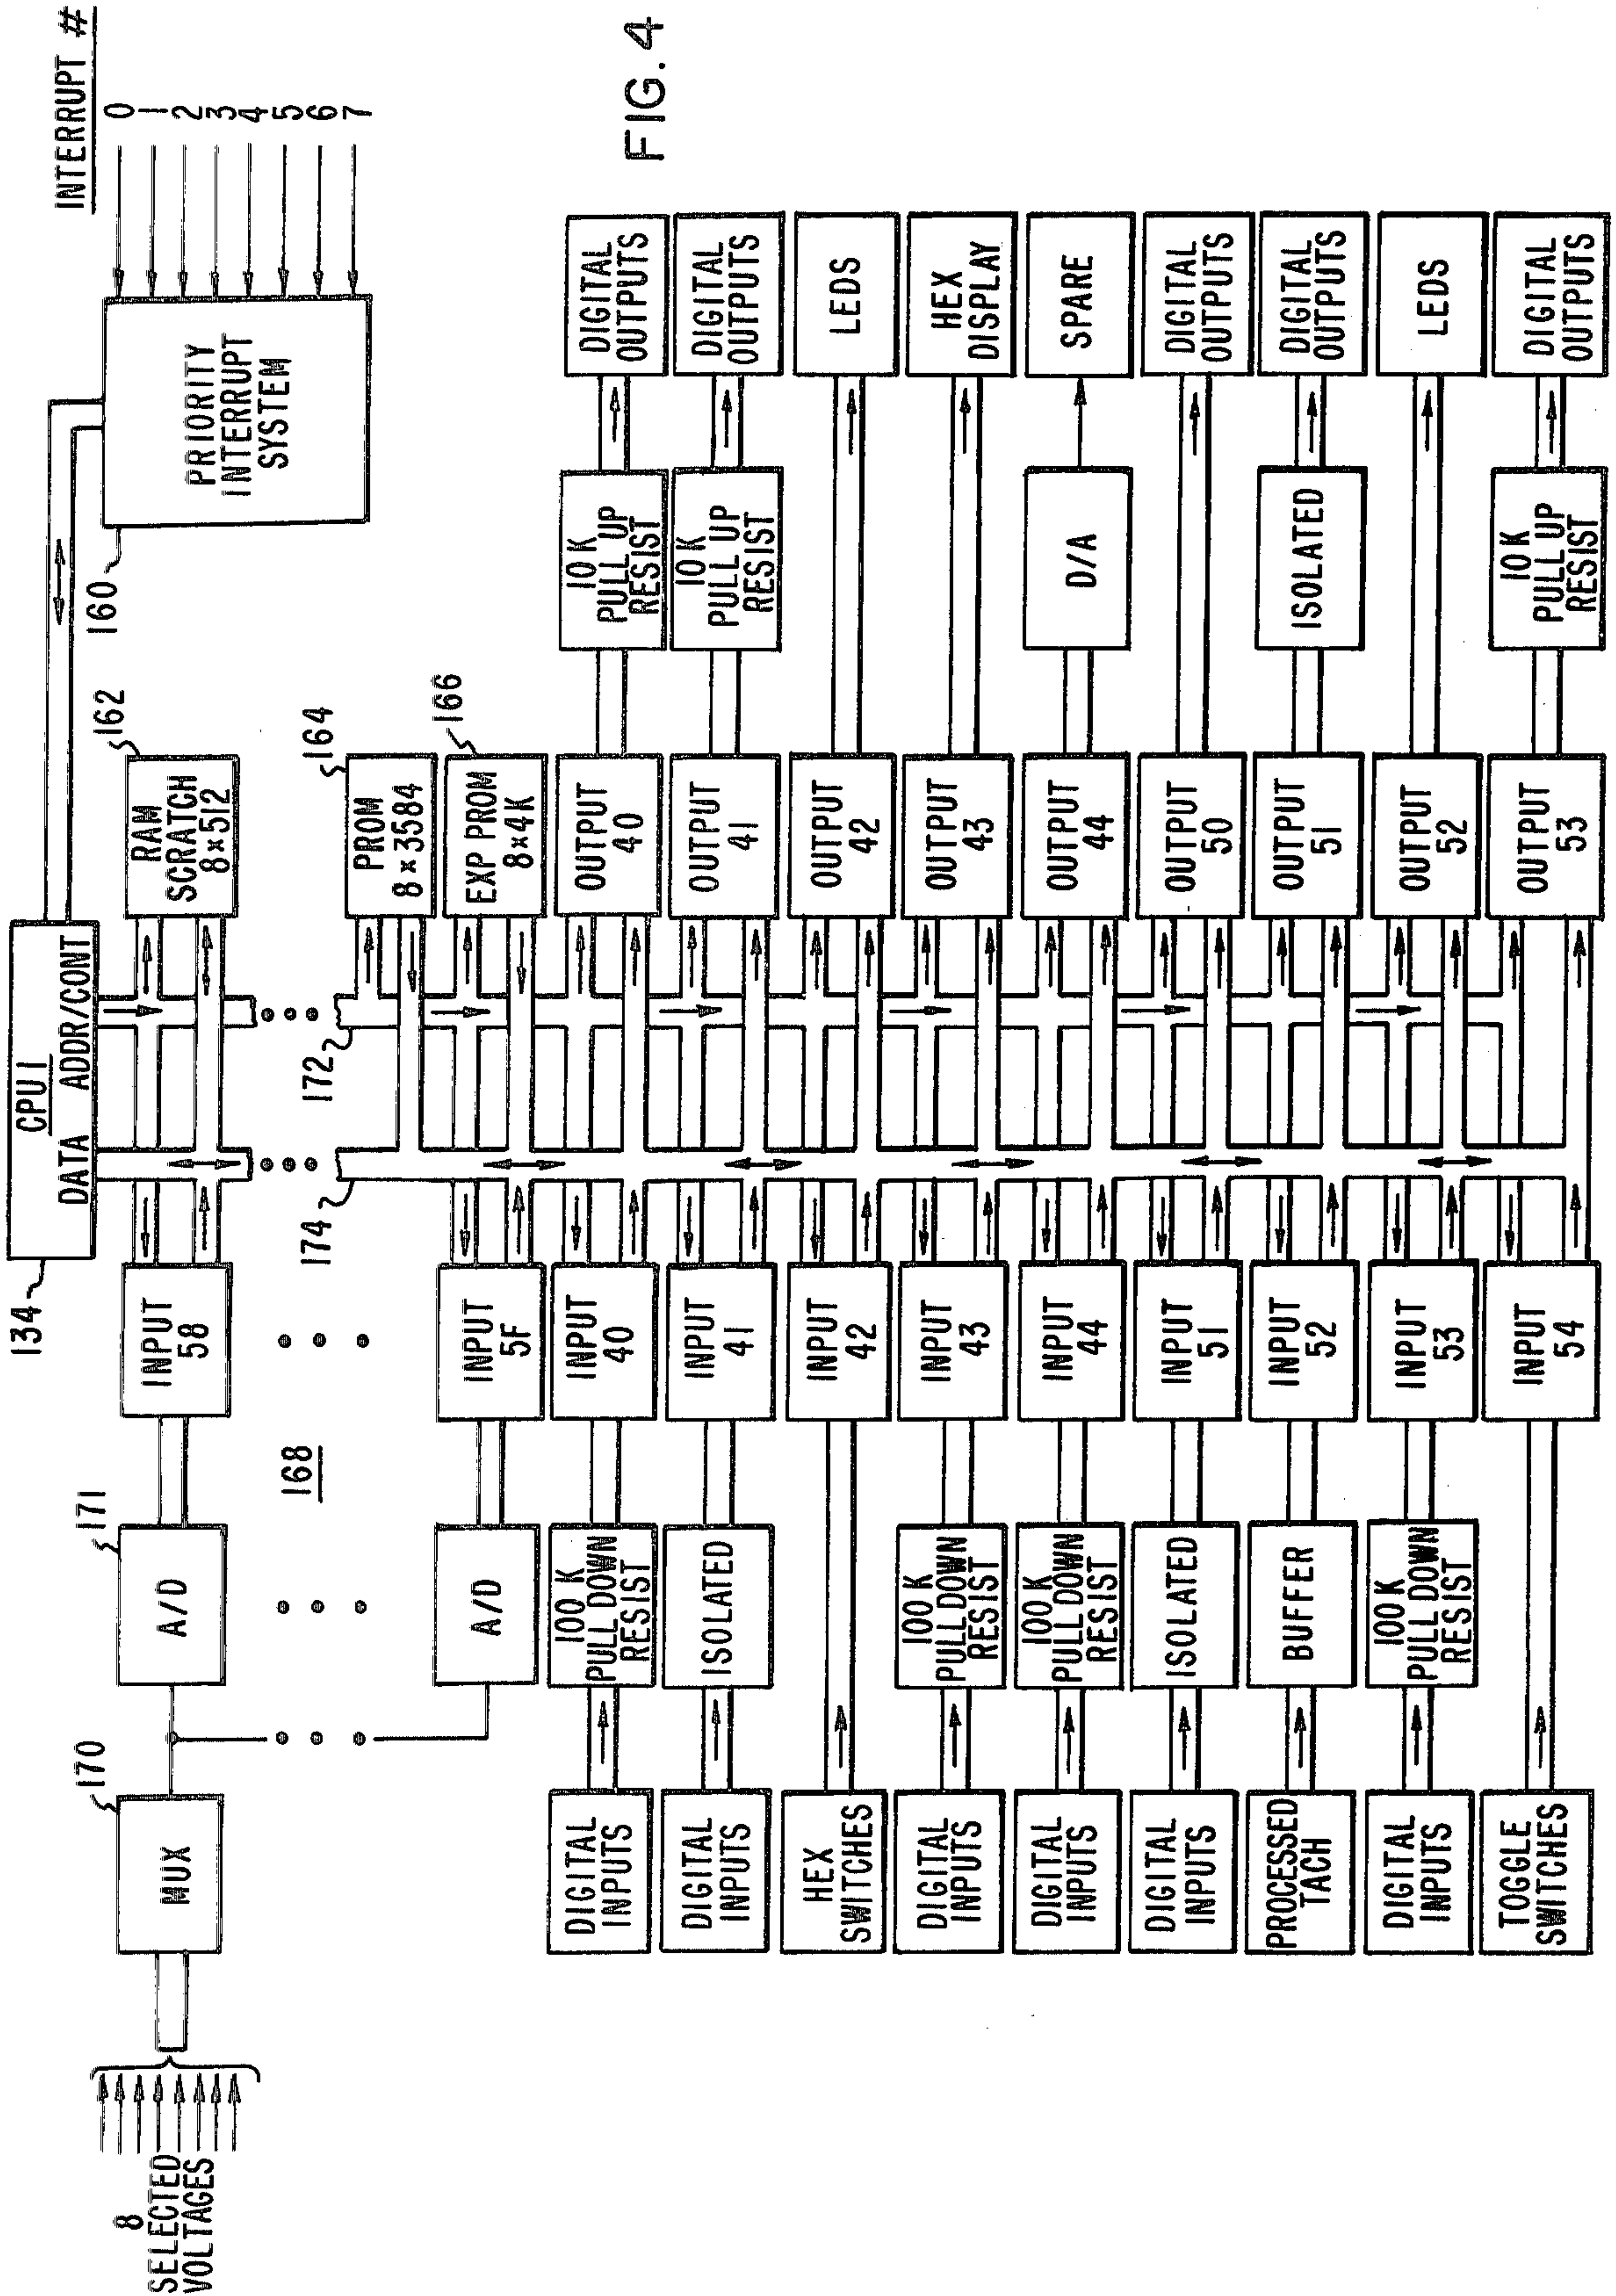 FIG. 4
INTERRUPT #
0
1
2
3
4
5
6
7
PRIORITY
INTERRUPT
SYSTEM
160
CPU 1
DATA ADDR/CONT
134
RAM
SCRATCH
8×512
162
PROM
8×3584
164
EXP PROM
8×4K
166
172
174
8
SELECTED
VOLTAGES
MUX
170
A/D
171
INPUT
58
168
A/D
INPUT
5F
DIGITAL
INPUTS
100 K
PULL DOWN
RESIST
INPUT
40
OUTPUT
40
10 K
PULL UP
RESIST
DIGITAL
OUTPUTS
DIGITAL
INPUTS
ISOLATED
INPUT
41
OUTPUT
41
10 K
PULL UP
RESIST
DIGITAL
OUTPUTS
HEX
SWITCHES
INPUT
42
OUTPUT
42
LEDS
DIGITAL
INPUTS
100 K
PULL DOWN
RESIST
INPUT
43
OUTPUT
43
HEX
DISPLAY
DIGITAL
INPUTS
100 K
PULL DOWN
RESIST
INPUT
44
OUTPUT
44
D/A
SPARE
DIGITAL
INPUTS
ISOLATED
INPUT
51
OUTPUT
50
DIGITAL
OUTPUTS
PROCESSED
TACH
BUFFER
INPUT
52
OUTPUT
51
ISOLATED
DIGITAL
OUTPUTS
DIGITAL
INPUTS
100 K
PULL DOWN
RESIST
INPUT
53
OUTPUT
52
LEDS
TOGGLE
SWITCHES
INPUT
54
OUTPUT
53
10 K
PULL UP
RESIST
DIGITAL
OUTPUTS